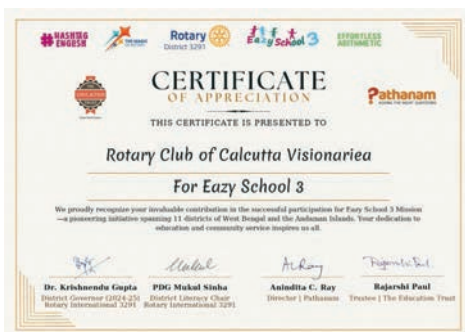 #HASHTAG
ENGLISH
Rotary
District 3291
Eazy School 3
EFFORTLESS
ARITHMETIC
CERTIFICATE
OF APPRECIATION
Pathanam
ASKING THE RIGHT QUESTIONS
THIS CERTIFICATE IS PRESENTED TO
Rotary Club of Calcutta Visionariea
For Eazy School 3
We proudly recognize your invaluable contribution in the successful participation for Eazy School 3 Mission
—a pioneering initiative spanning 11 districts of West Bengal and the Andaman Islands. Your dedication to
education and community service inspires us all.
Dr. Krishnendu Gupta
District Governor (2024-25)
Rotary International 3291
PDG Mukul Sinha
District Literacy Chair
Rotary International 3291
Anindita C. Ray
Director | Pathanam
Rajarshi Paul
Trustee | The Education Trust